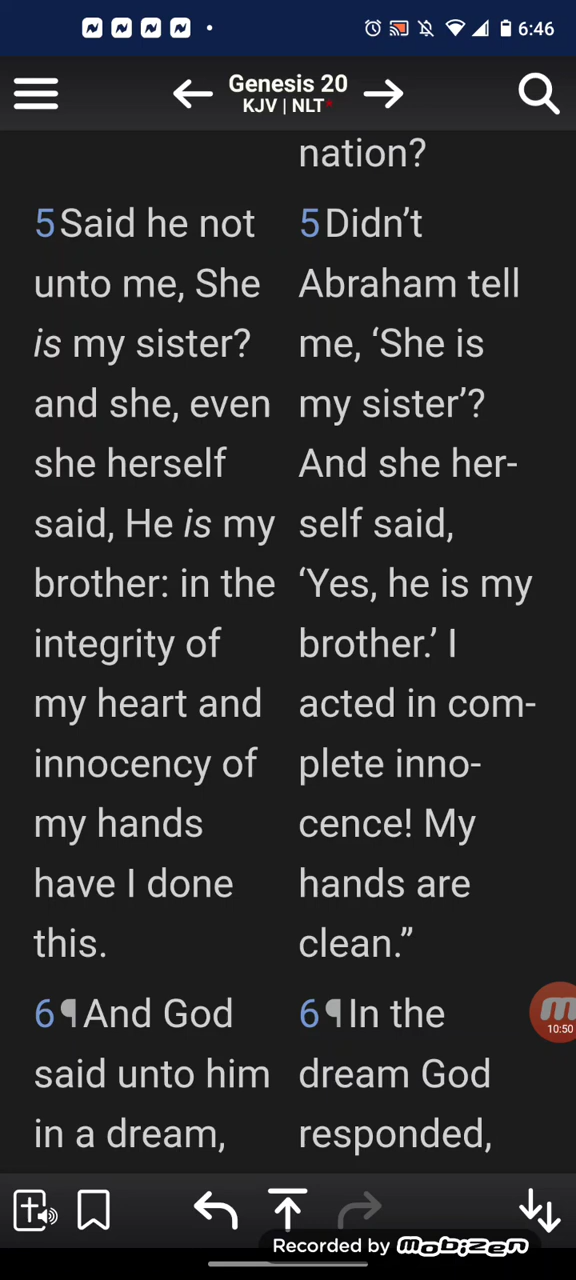 6:46
Genesis 20
KJV | NLT*
nation?
5 Said he not
unto me, She
is my sister?
and she, even
she herself
said, He is my
brother: in the
integrity of
my heart and
innocency of
my hands
have I done
this.
6 ¶And God
said unto him
in a dream,
5 Didn’t
Abraham tell
me, ‘She is
my sister’?
And she her-
self said,
‘Yes, he is my
brother.’ I
acted in com-
plete inno-
cence! My
hands are
clean.”
6 ¶In the
dream God
responded,
10:50
Recorded by mobizen